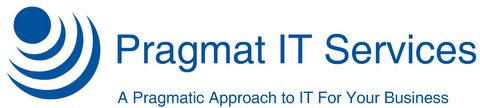 Pragmat IT Services
A Pragmatic Approach to IT For Your Business